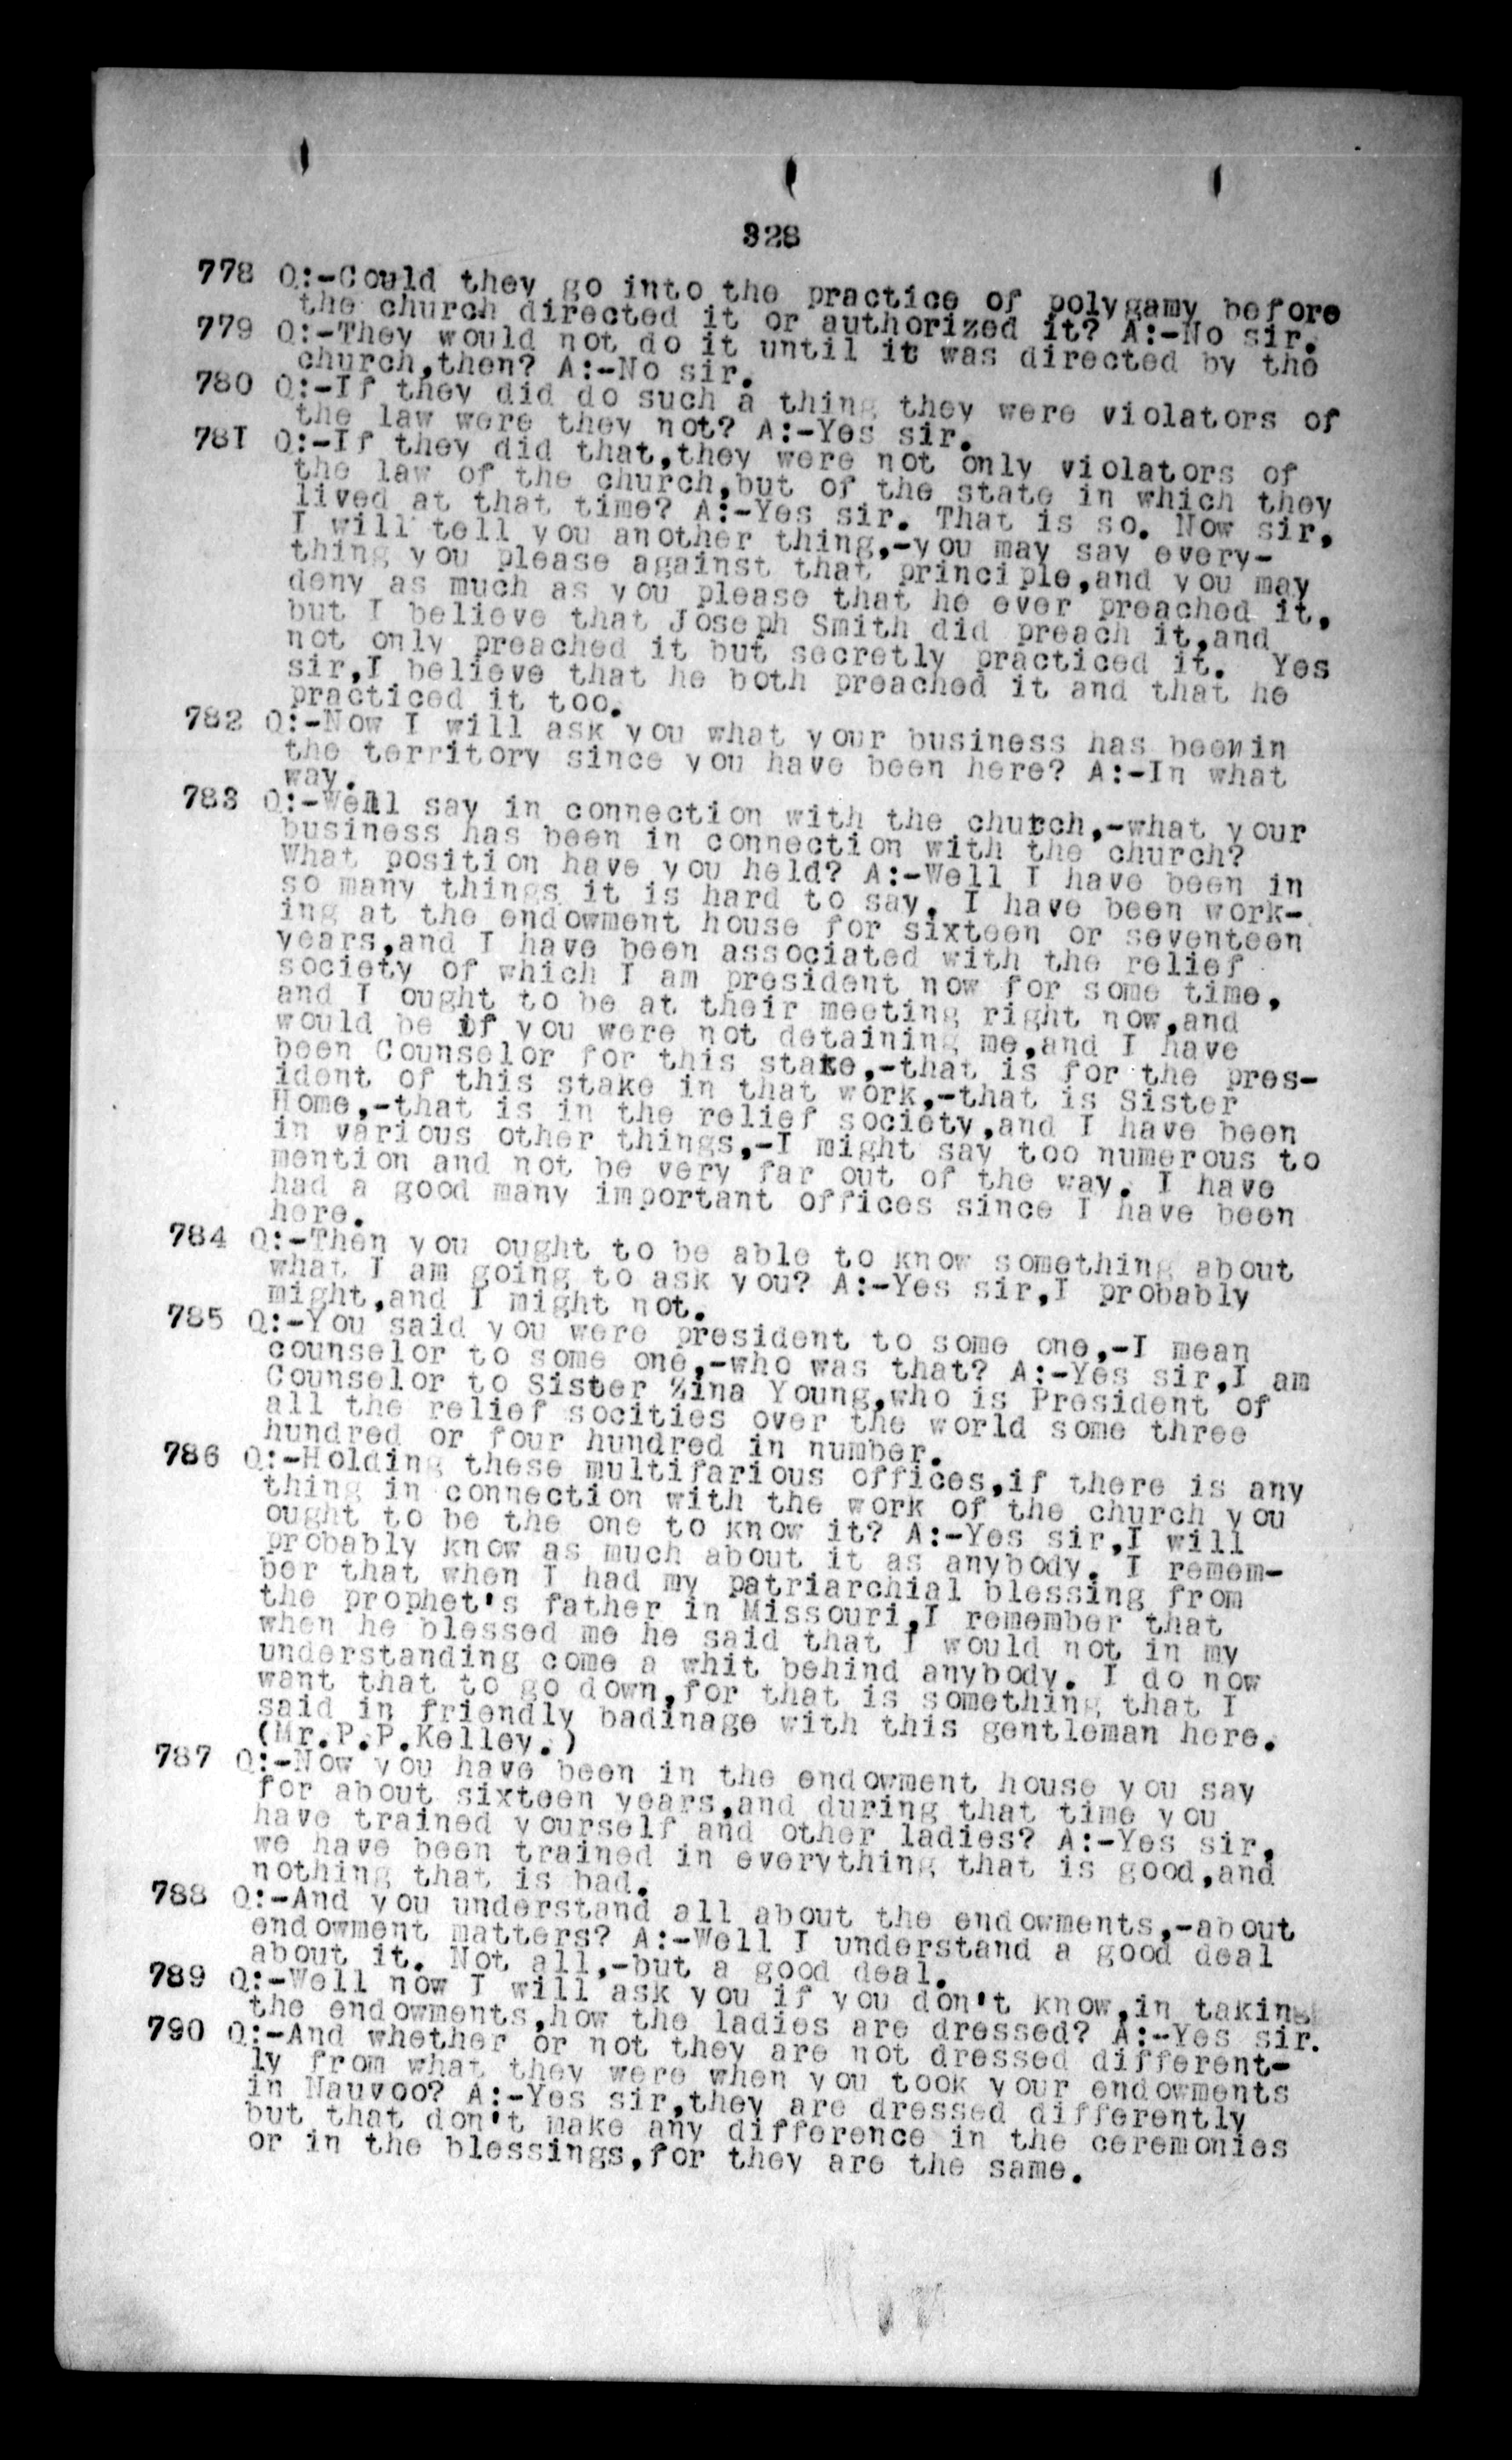 328
778 Q:-Could they go into the practice of polygamy before
the church directed it or authorized it? A:-No sir.
779 Q:-They would not do it until it was directed by the
church,then? A:-No sir.
780 Q:-If they did do such a thing they were violators of
the law were they not? A:-Yes sir.
781 Q:-If they did that,they were not only violators of
the law of the church,but of the state in which they
lived at that time? A:-Yes sir. That is so. Now sir,
I will tell you another thing,-you may say every-
thing you please against that principle,and you may
deny as much as you please that he ever preached it,
but I believe that Joseph Smith did preach it,and
not only preached it but secretly practiced it. Yes
sir,I believe that he both preached it and that he
practiced it too.
782 Q:-Now I will ask you what your business has been in
the territory since you have been here? A:-In what
way.
783 Q:-Well say in connection with the church,-what your
business has been in connection with the church?
What position have you held? A:-Well I have been in
so many things it is hard to say. I have been work-
ing at the endowment house for sixteen or seventeen
years,and I have been associated with the relief
society of which I am president now for some time,
and I ought to be at their meeting right now,and
would be if you were not detaining me,and I have
been Counselor for this stake,-that is for the pres-
ident of this stake in that work,-that is Sister
Home,-that is in the relief society,and I have been
in various other things,-I might say too numerous to
mention and not be very far out of the way. I have
had a good many important offices since I have been
here.
784 Q:-Then you ought to be able to know something about
what I am going to ask you? A:-Yes sir,I probably
might,and I might not.
785 Q:-You said you were president to some one,-I mean
counselor to some one,-who was that? A:-Yes sir,I am
Counselor to Sister Zina Young,who is President of
all the relief socities over the world some three
hundred or four hundred in number.
786 Q:-Holding these multifarious offices,if there is any
thing in connection with the work of the church you
ought to be the one to know it? A:-Yes sir,I will
probably know as much about it as anybody. I remem-
ber that when I had my patriarchial blessing from
the prophet's father in Missouri,I remember that
when he blessed me he said that I would not in my
understanding come a whit behind anybody. I do now
want that to go down,for that is something that I
said in friendly badinage with this gentleman here.
(Mr.P.P.Kelley.)
787 Q:-Now you have been in the endowment house you say
for about sixteen years,and during that time you
have trained yourself and other ladies? A:-Yes sir,
we have been trained in everything that is good,and
nothing that is bad.
788 Q:-And you understand all about the endowments,-about
endowment matters? A:-Well I understand a good deal
about it. Not all,-but a good deal.
789 Q:-Well now I will ask you if you don't know,in taking
the endowments,how the ladies are dressed? A:-Yes sir.
790 Q:-And whether or not they are not dressed different-
ly from what they were when you took your endowments
in Nauvoo? A:-Yes sir,they are dressed differently
but that don't make any difference in the ceremonies
or in the blessings,for they are the same.